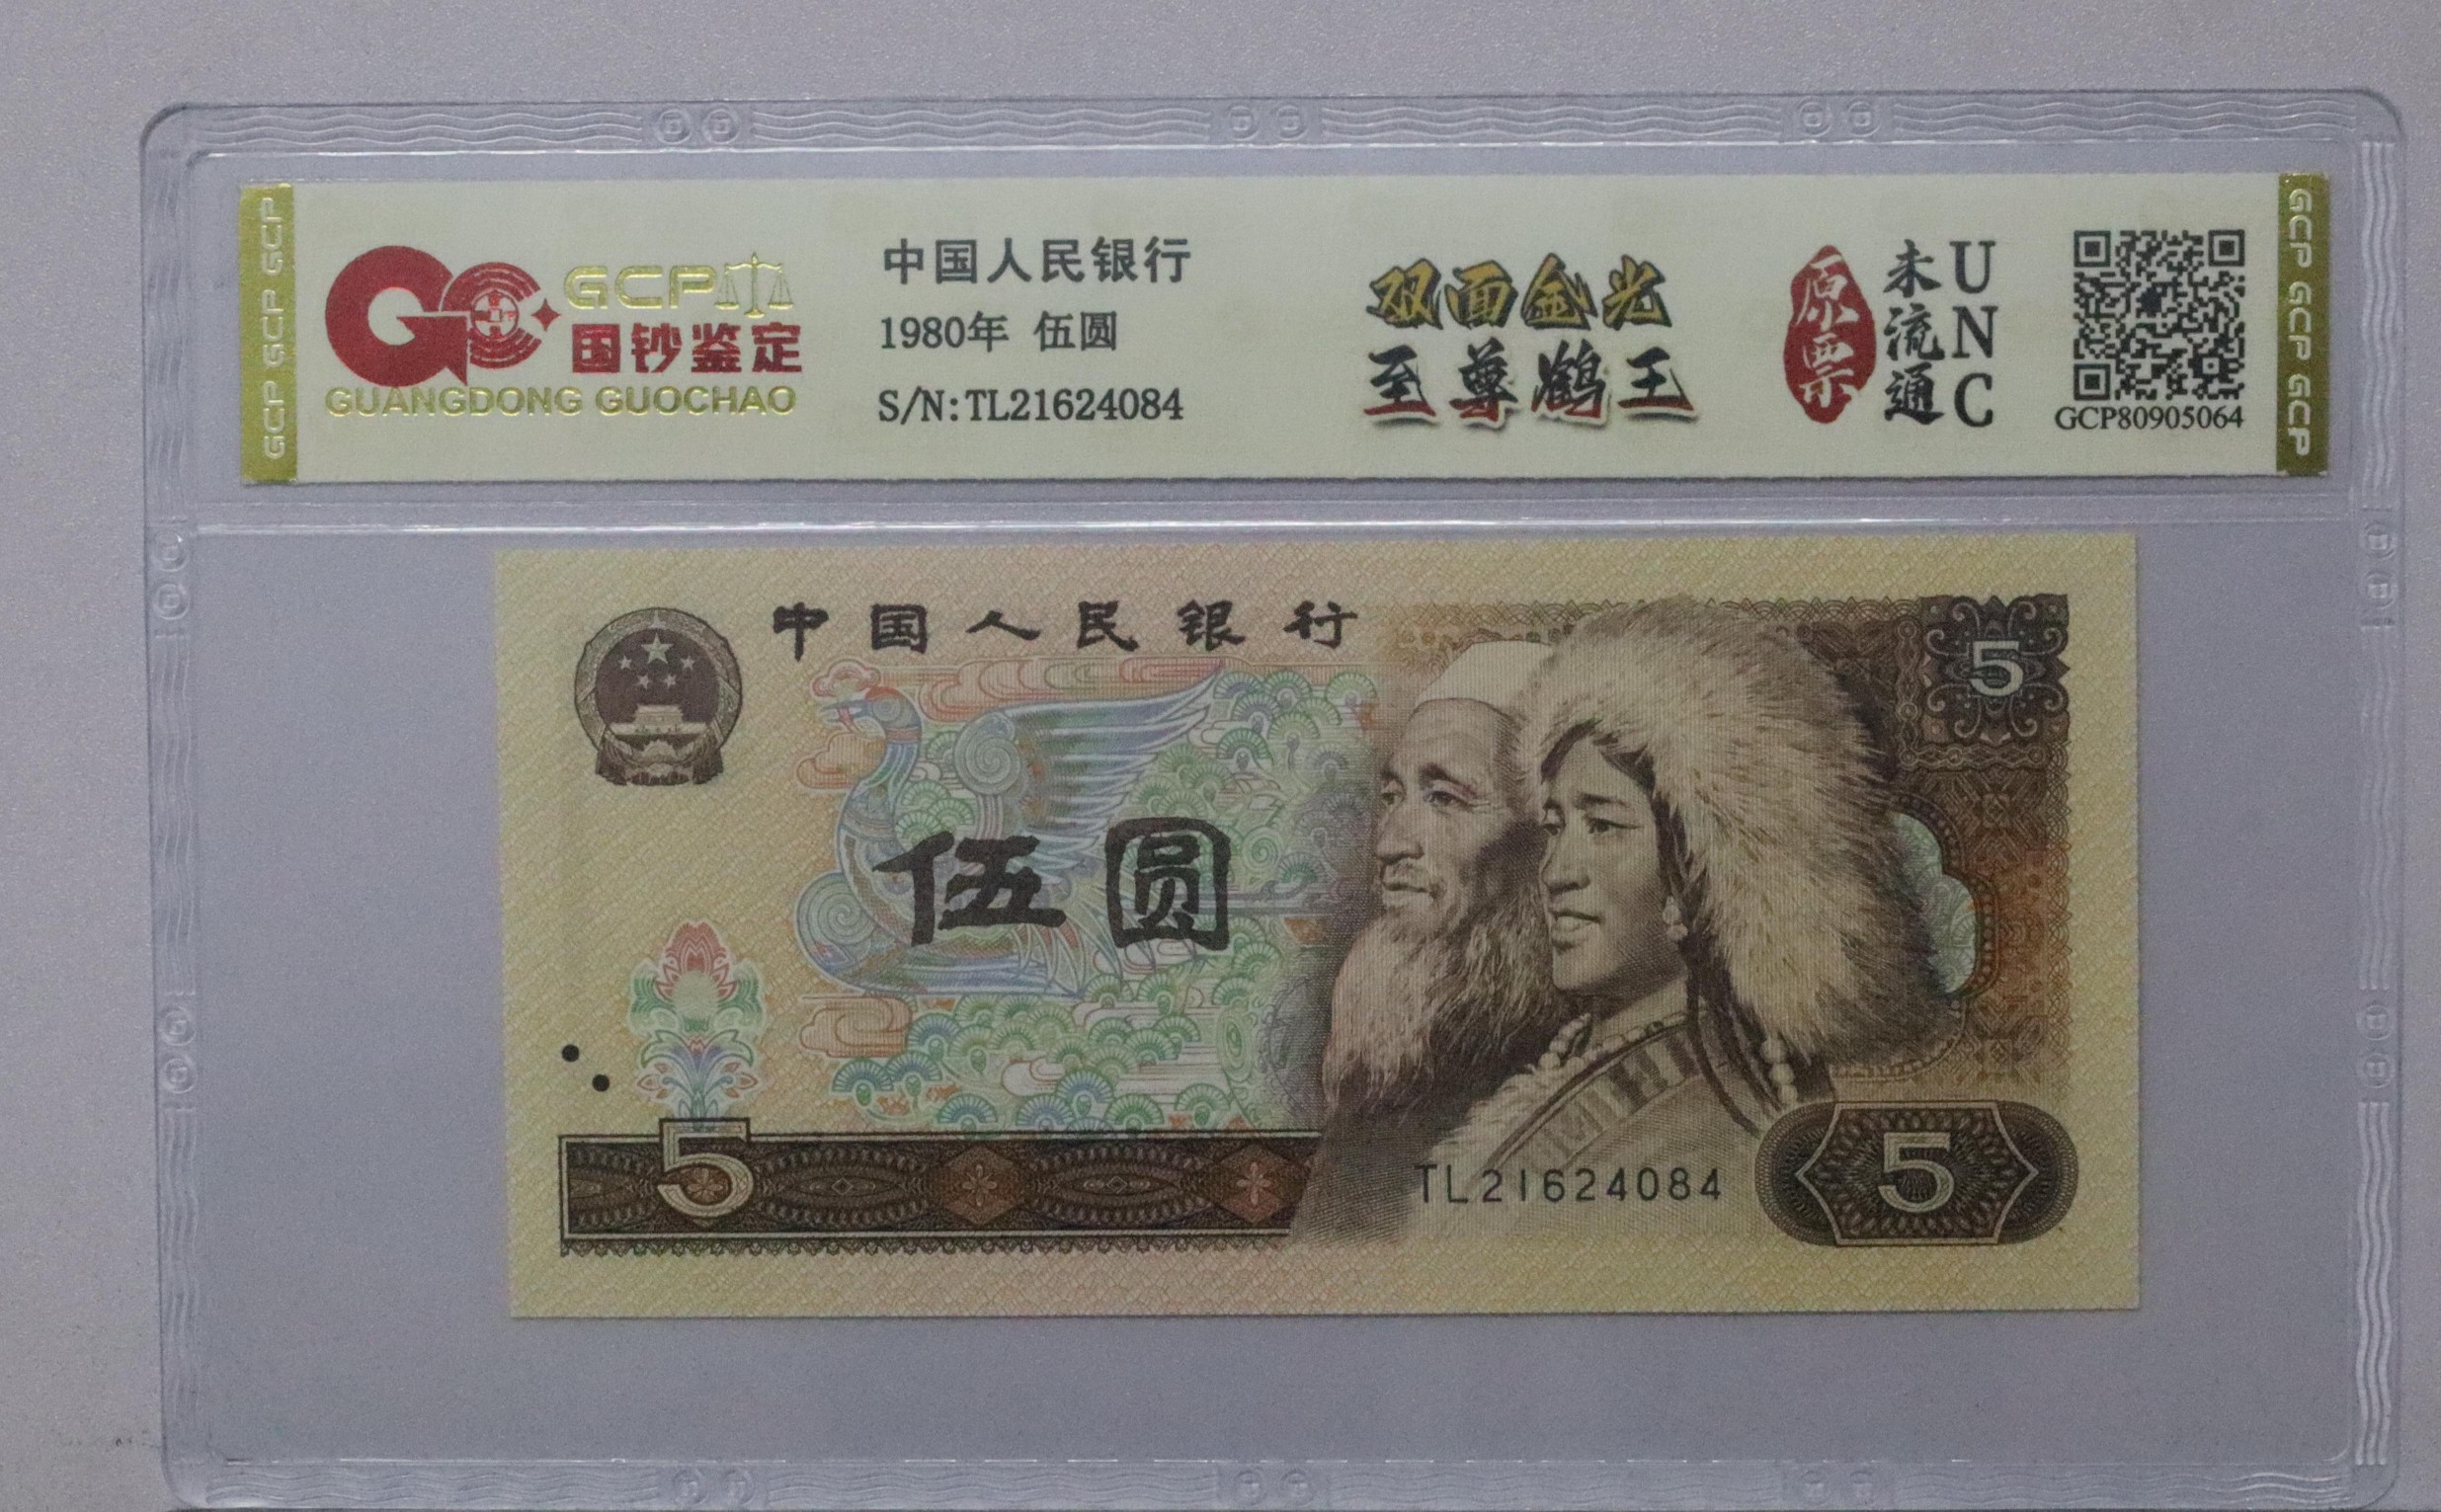 GCP GCP GCP
GCP
国钞鉴定
GUANGDONG GUOCHAO
中国人民银行
1980年 伍圆
S/N:TL21624084
双面金光
至尊鹤王
原票
未流通
UNC
GCP80905064
GCP GCP GCP
中国人民银行
5
伍圆
5
TL21624084
5